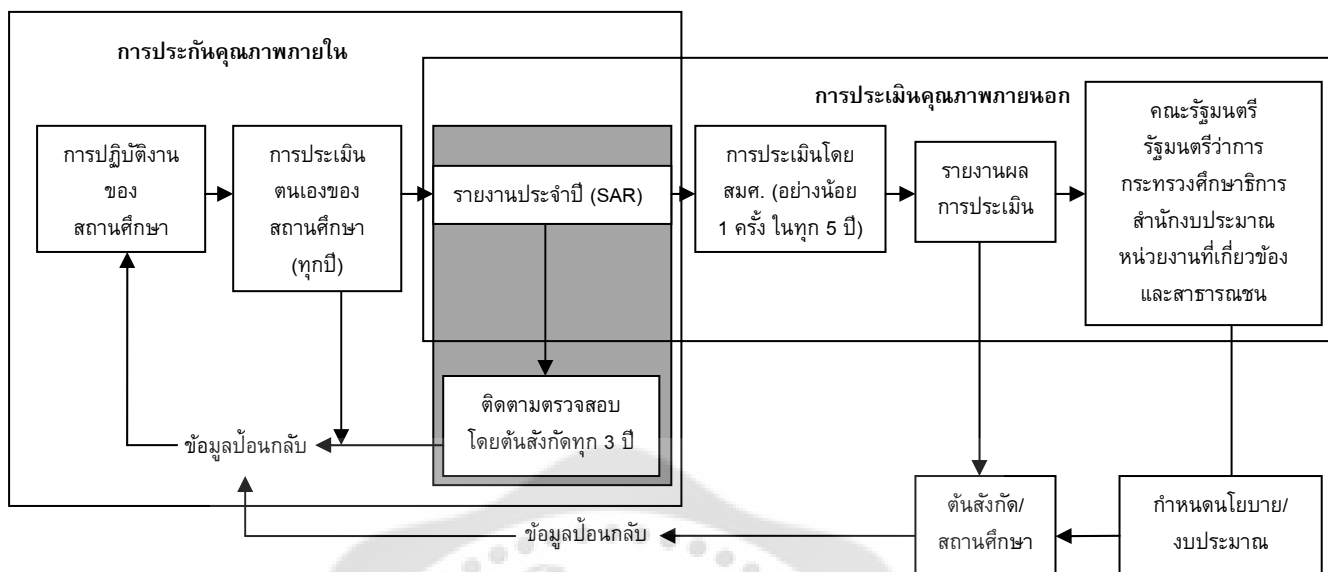 การประกันคุณภาพภายใน
การประเมินคุณภาพภายนอก
การปฏิบัติงาน
ของ
สถานศึกษา
การประเมิน
ตนเองของ
สถานศึกษา
(ทุกปี)
รายงานประจำปี (SAR)
การประเมินโดย
สมศ. (อย่างน้อย
1 ครั้ง ในทุก 5 ปี)
รายงานผล
การประเมิน
คณะรัฐมนตรี
รัฐมนตรีว่าการ
กระทรวงศึกษาธิการ
สำนักงบประมาณ
หน่วยงานที่เกี่ยวข้อง
และสาธารณชน
ติดตามตรวจสอบ
โดยต้นสังกัดทุก 3 ปี
ข้อมูลป้อนกลับ
ข้อมูลป้อนกลับ
ต้นสังกัด/
สถานศึกษา
กำหนดนโยบาย/
งบประมาณ